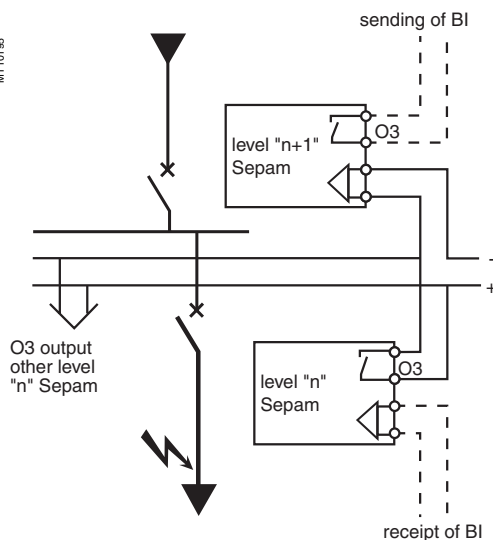 sending of BI
level "n+1"
Sepam
O3
-
+
O3 output
other level
"n" Sepam
level "n"
Sepam
O3
receipt of BI